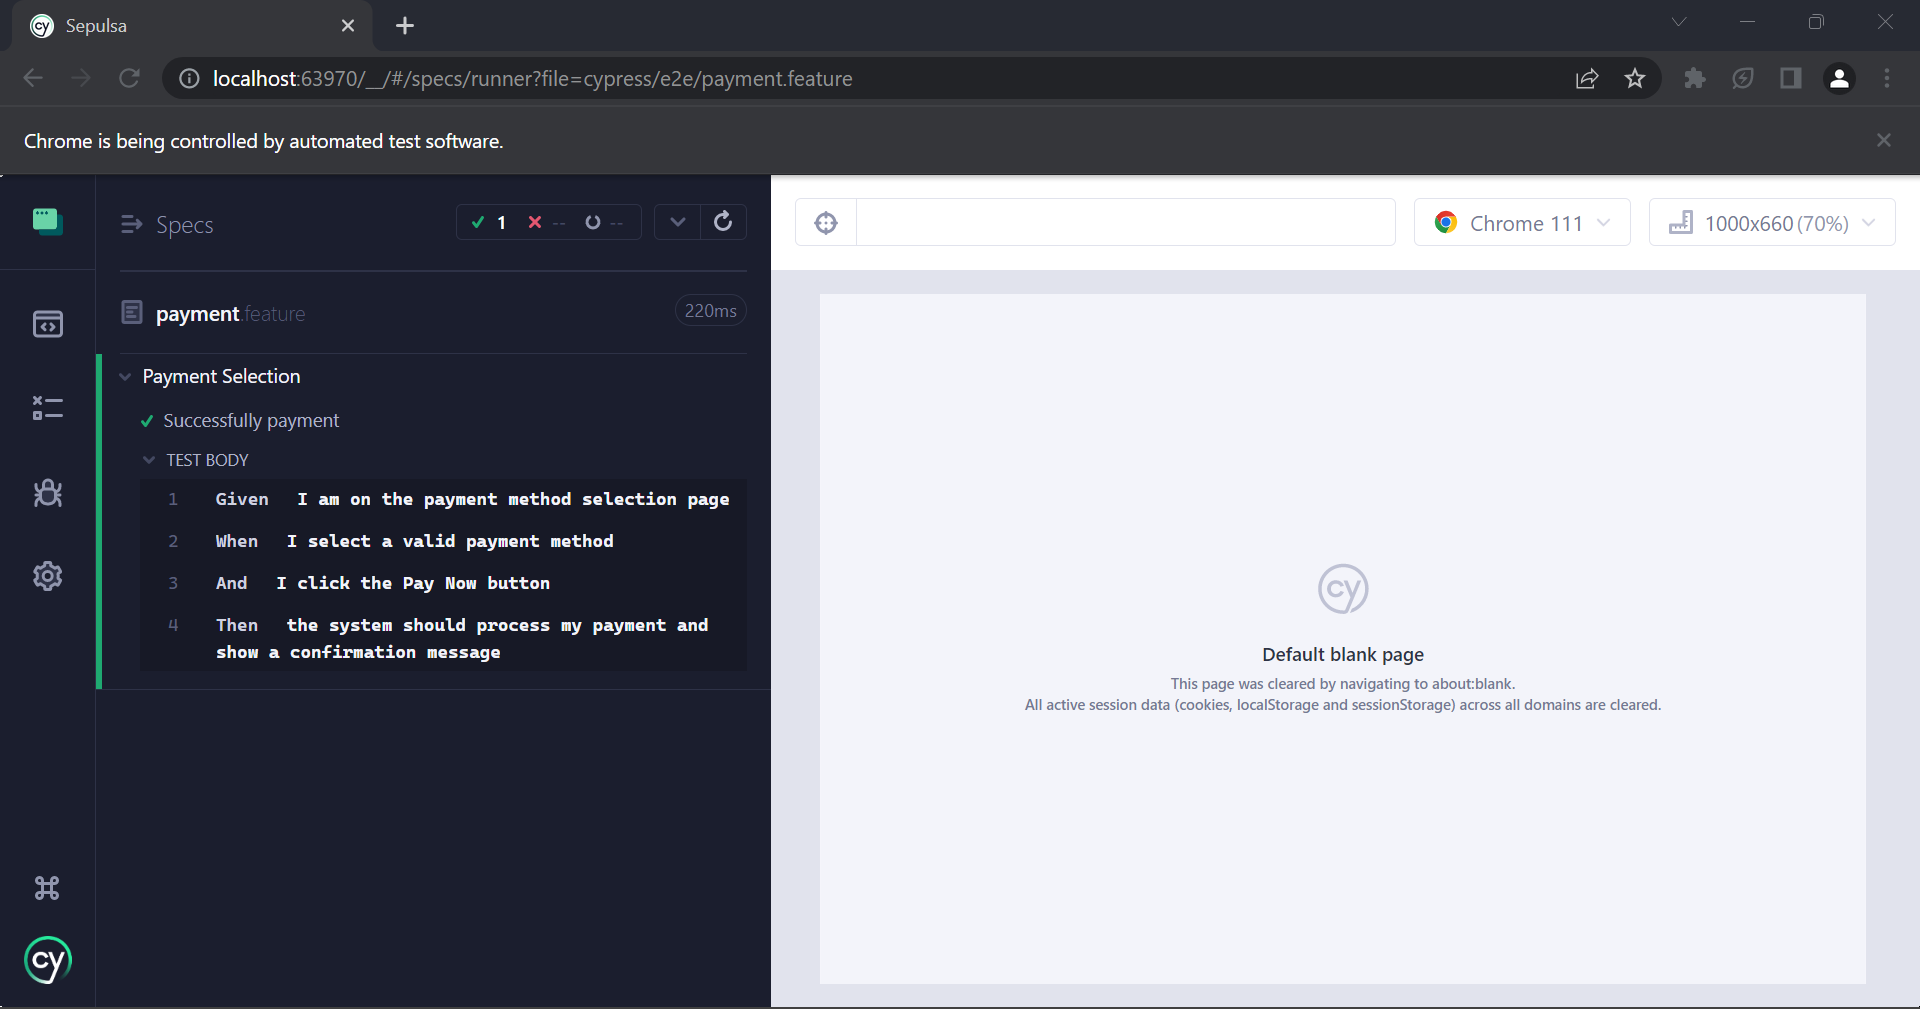 cy Sepulsa
localhost:63970/__/#/specs/runner?file=cypress/e2e/payment.feature
Chrome is being controlled by automated test software.
Specs
1 -- --
Chrome 111
1000x660 (70%)
payment.feature
220ms
Payment Selection
Successfully payment
TEST BODY
1 Given I am on the payment method selection page
2 When I select a valid payment method
3 And I click the Pay Now button
4 Then the system should process my payment and
show a confirmation message
cy
cy
Default blank page
This page was cleared by navigating to about:blank.
All active session data (cookies, localStorage and sessionStorage) across all domains are cleared.